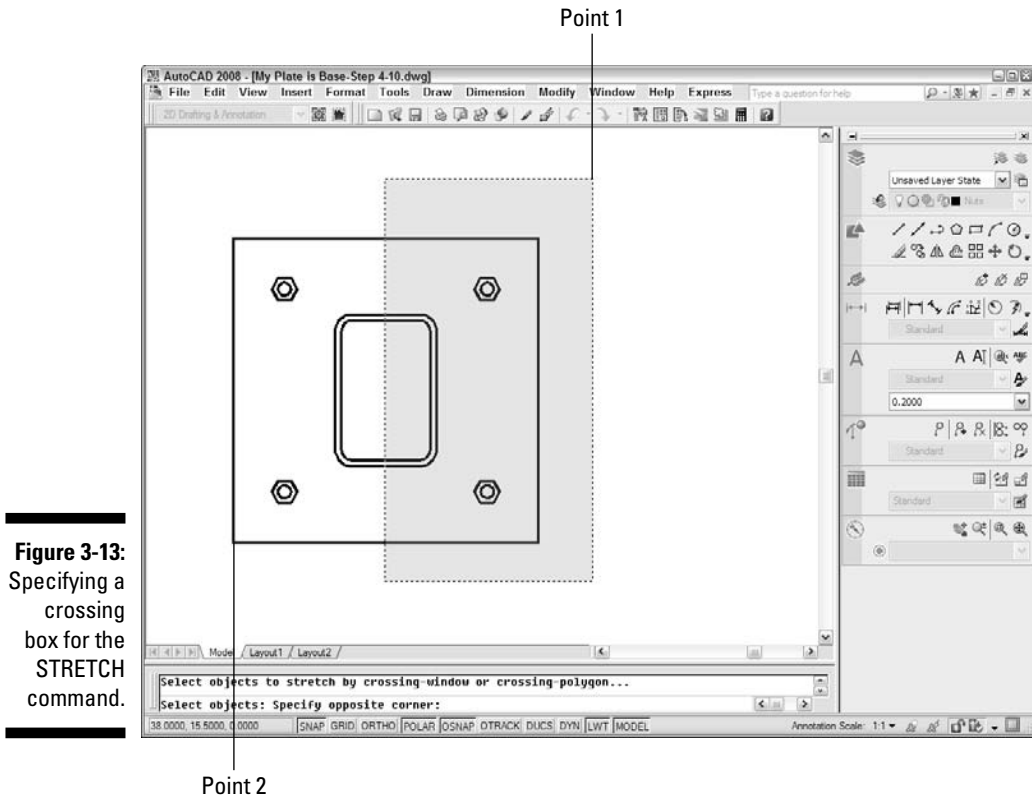 Point 1
AutoCAD 2008 - [My Plate is Base-Step 4-10.dwg]
File Edit View Insert Format Tools Draw Dimension Modify Window Help Express Type a question for help
2D Drafting & Annotation
Unsaved Layer State
Nuts
Standard
A A A
Standard
0.2000
Standard
Standard
Figure 3-13:
Specifying a
crossing
box for the
STRETCH
command.
Model Layout1 Layout2
Select objects to stretch by crossing-window or crossing-polygon...
Select objects: Specify opposite corner:
38.0000, 15.5000, 0.0000 SNAP GRID ORTHO POLAR OSNAP OTRACK DUCS DYN LWT MODEL Annotation Scale: 1:1
Point 2